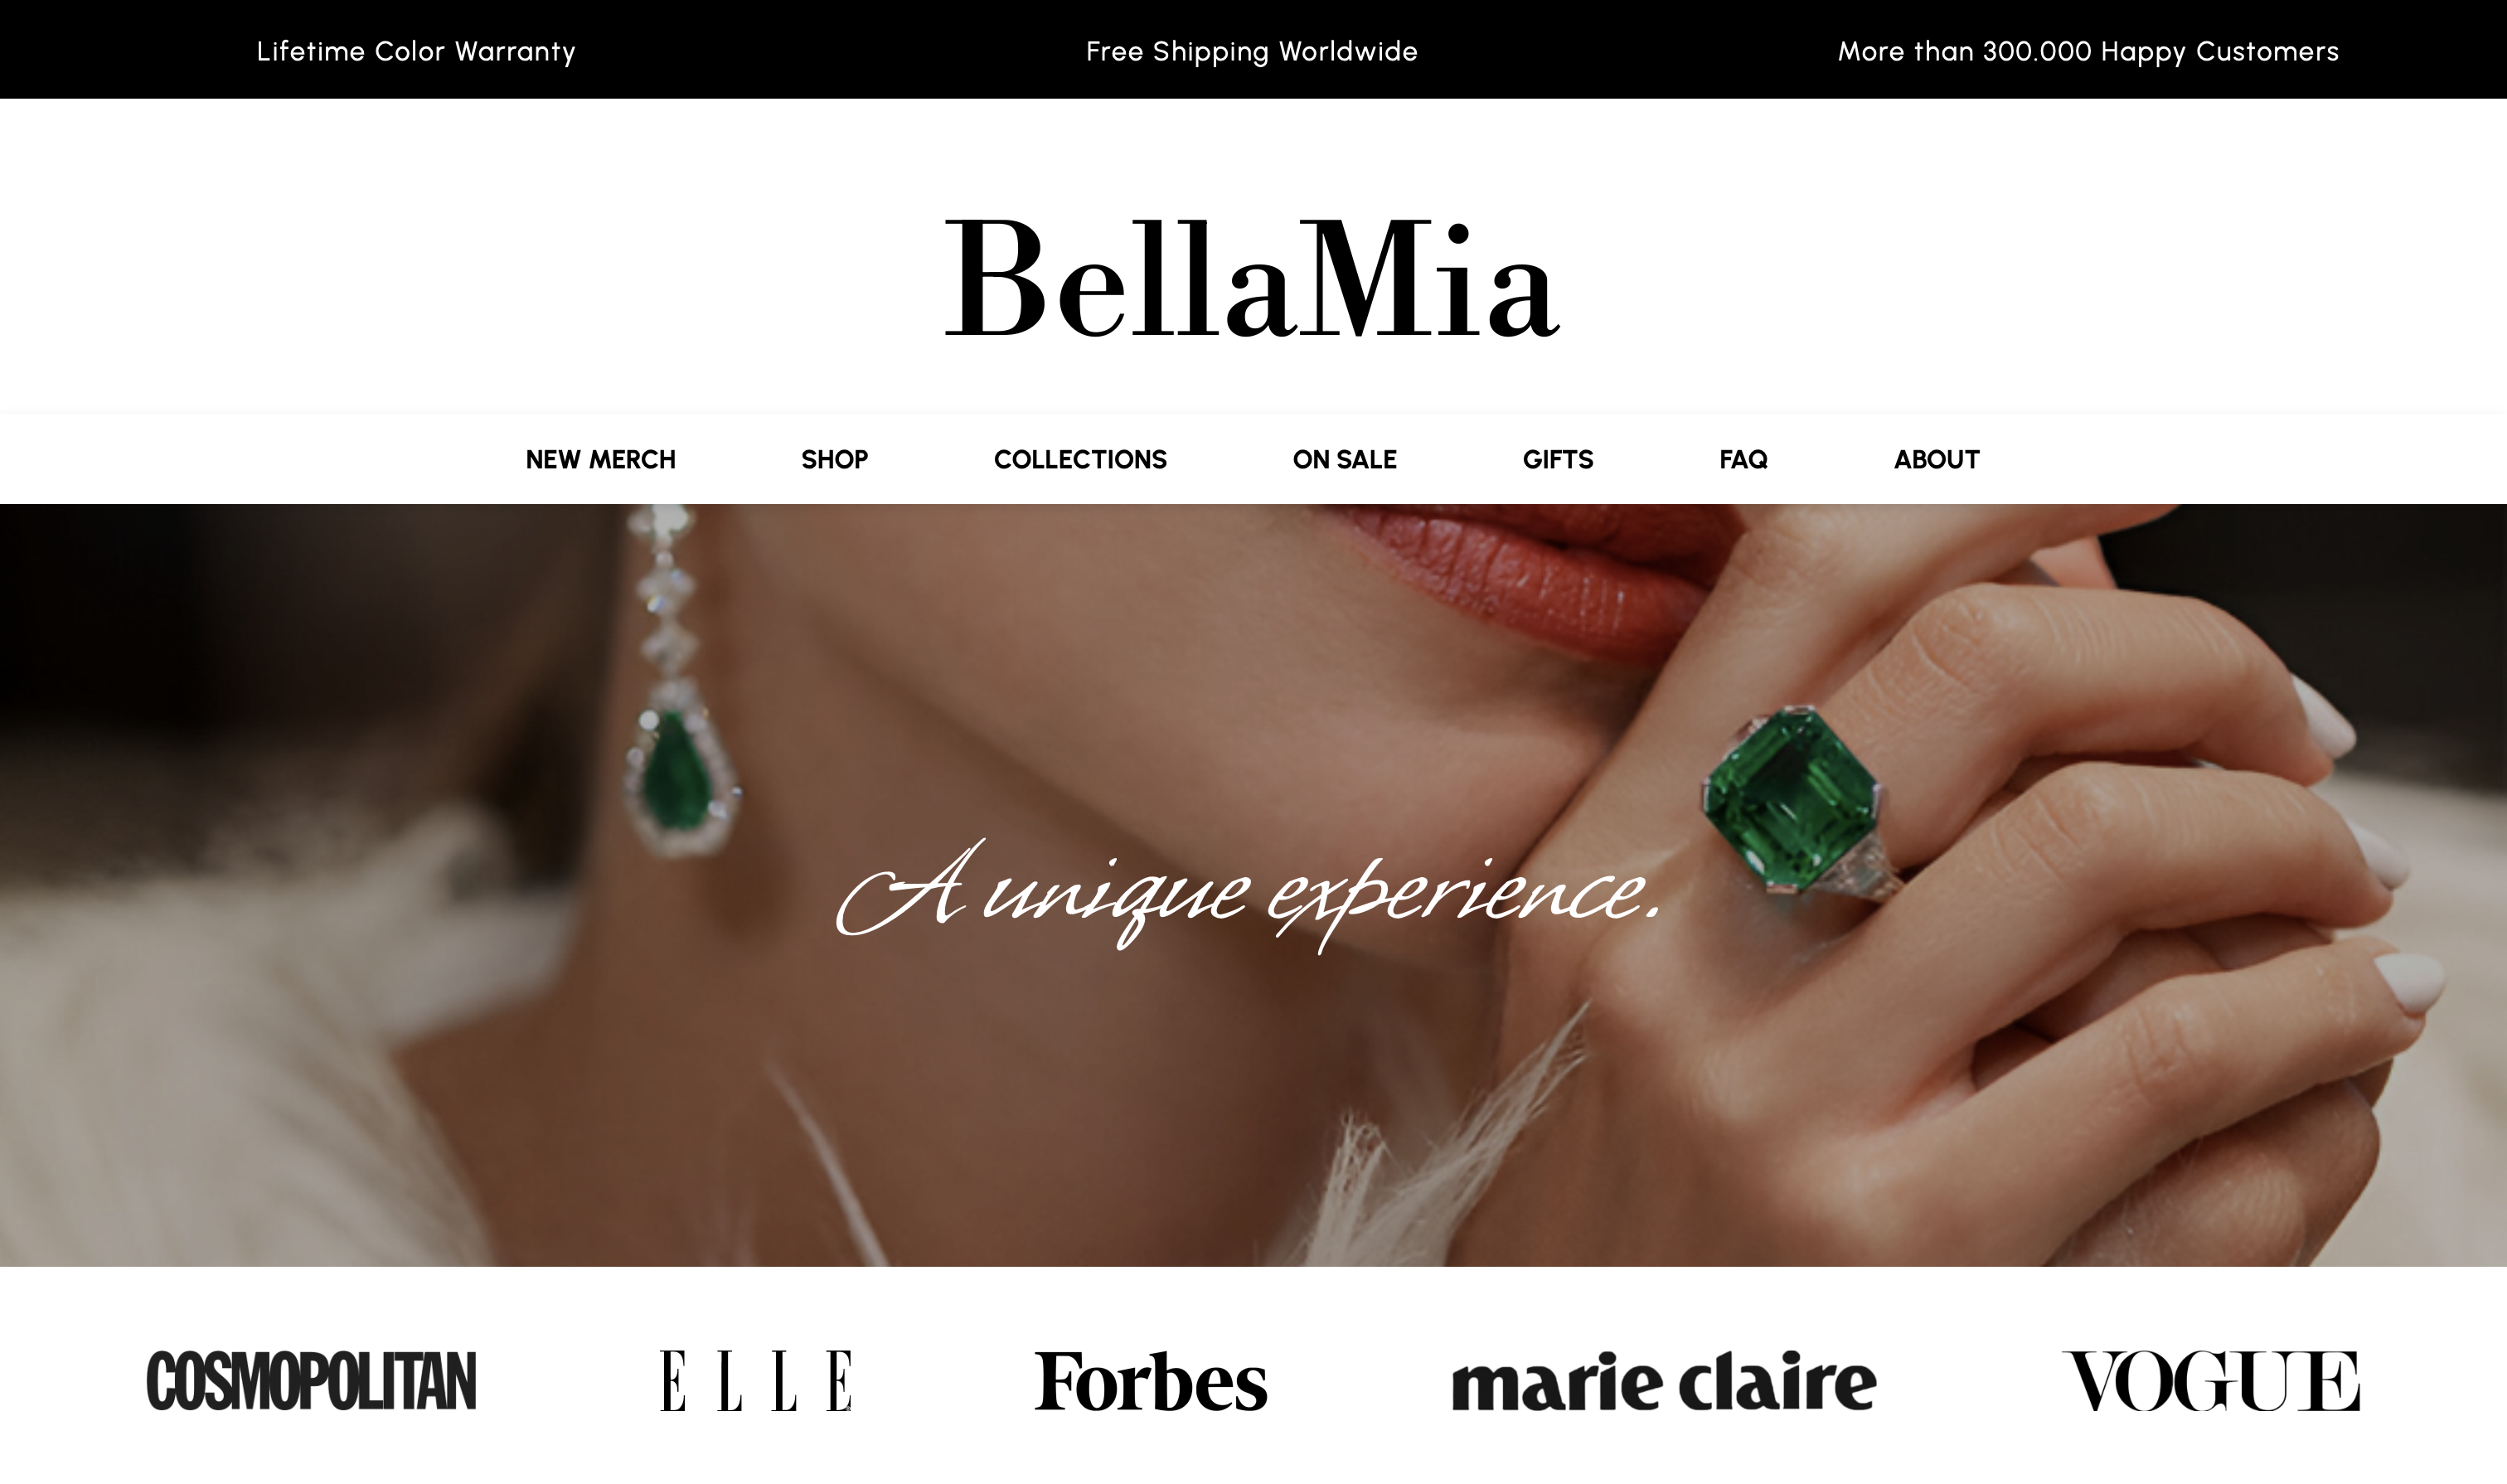 Lifetime Color Warranty
Free Shipping Worldwide
More than 300.000 Happy Customers
BellaMia
NEW MERCH
SHOP
COLLECTIONS
ON SALE
GIFTS
FAQ
ABOUT
A unique experience.
COSMOPOLITAN
ELLE
Forbes
marie claire
VOGUE